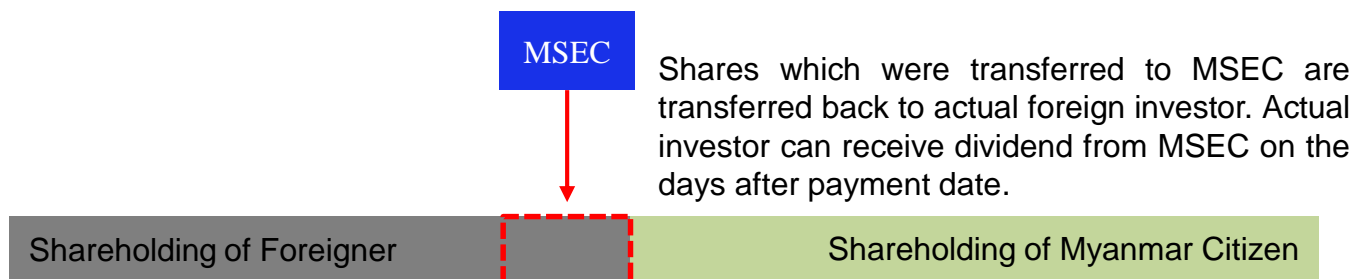 MSEC
Shares which were transferred to MSEC are
transferred back to actual foreign investor. Actual
investor can receive dividend from MSEC on the
days after payment date.
Shareholding of Foreigner
Shareholding of Myanmar Citizen